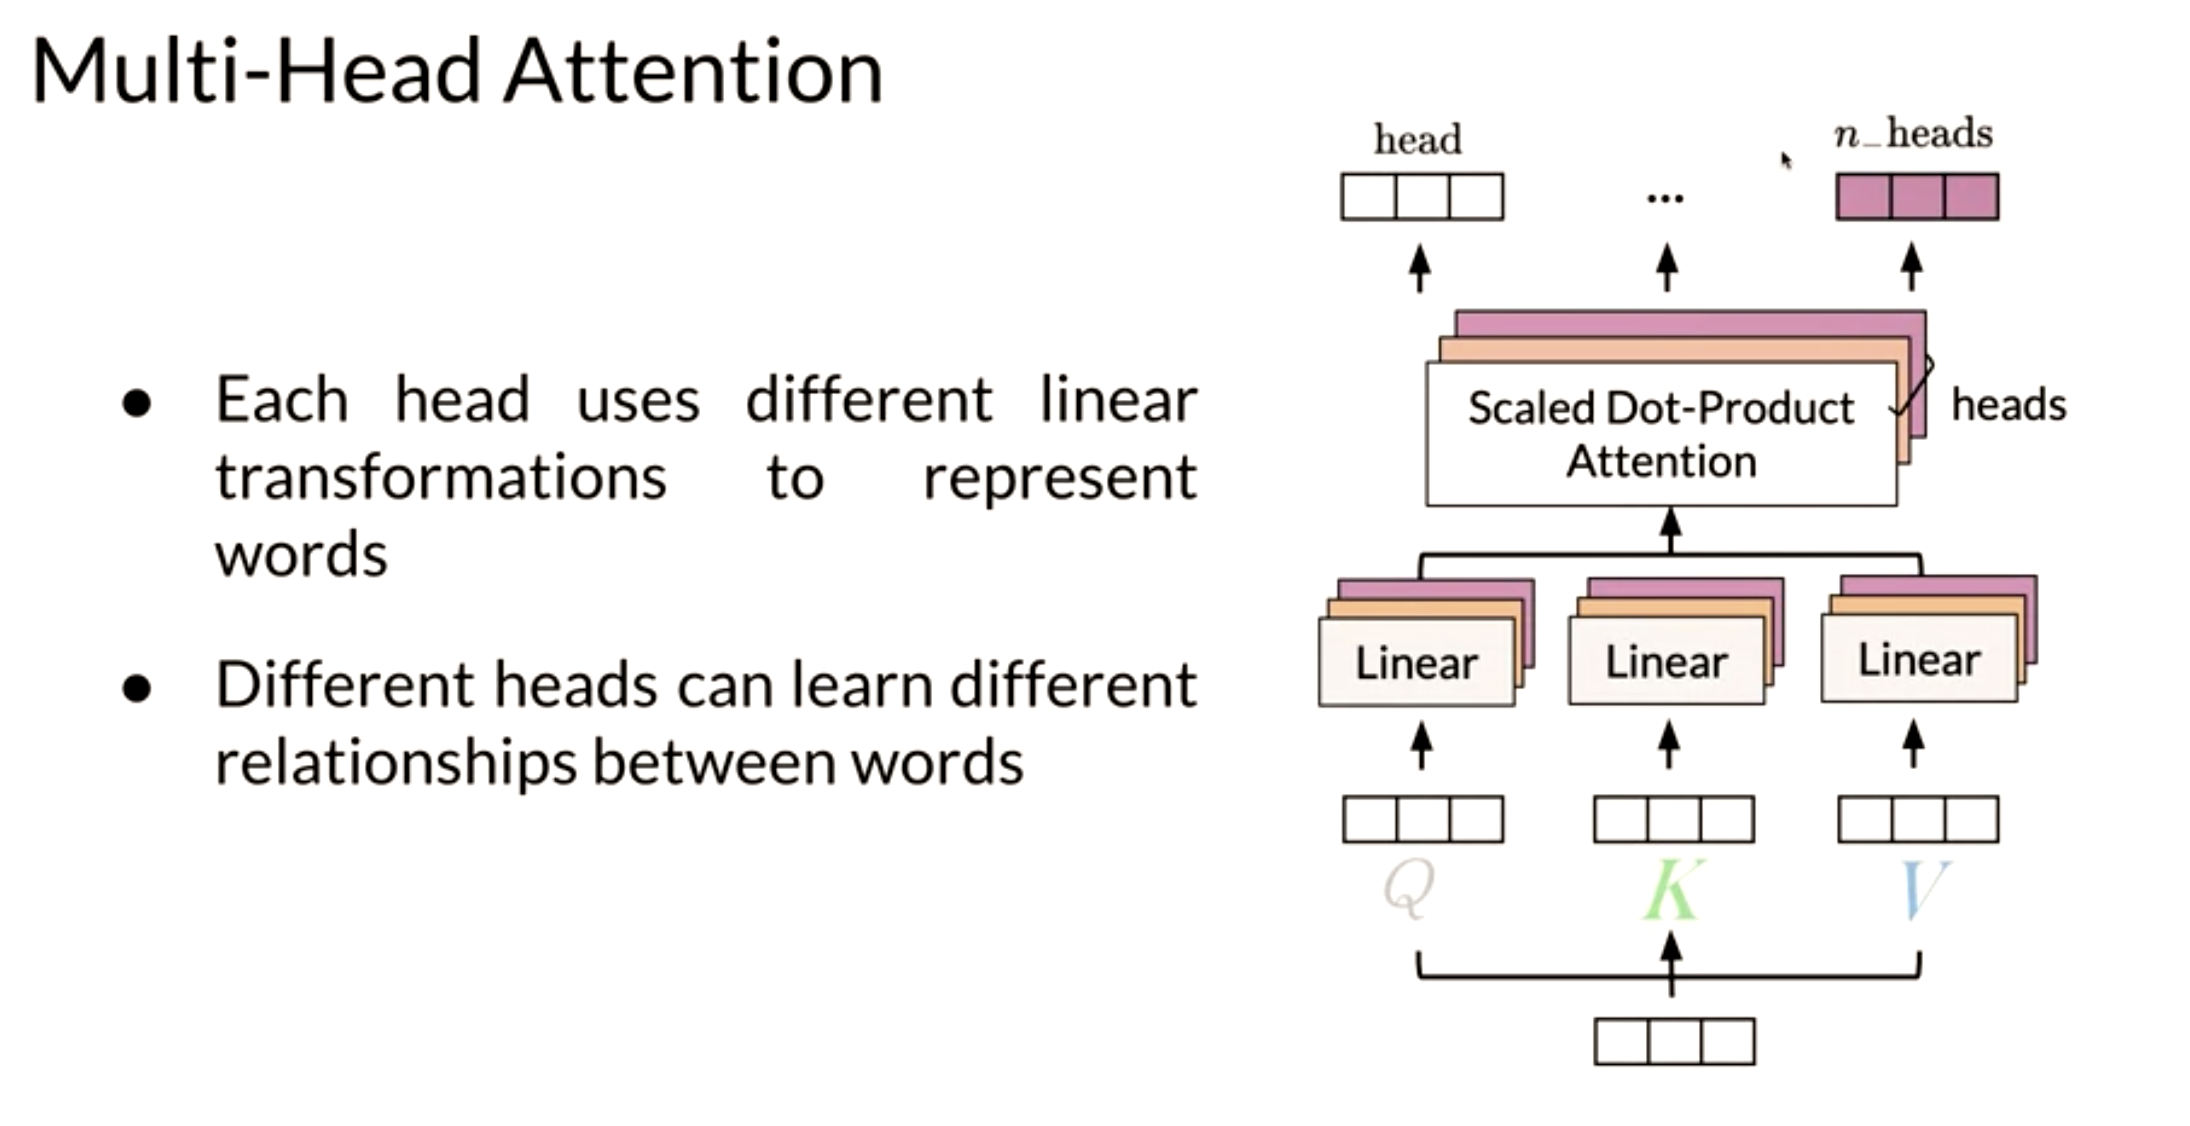 Multi-Head Attention
● Each head uses different linear
transformations to represent
words
● Different heads can learn different
relationships between words
head
...
n_heads
Scaled Dot-Product
Attention
heads
Linear
Linear
Linear
Q
K
V